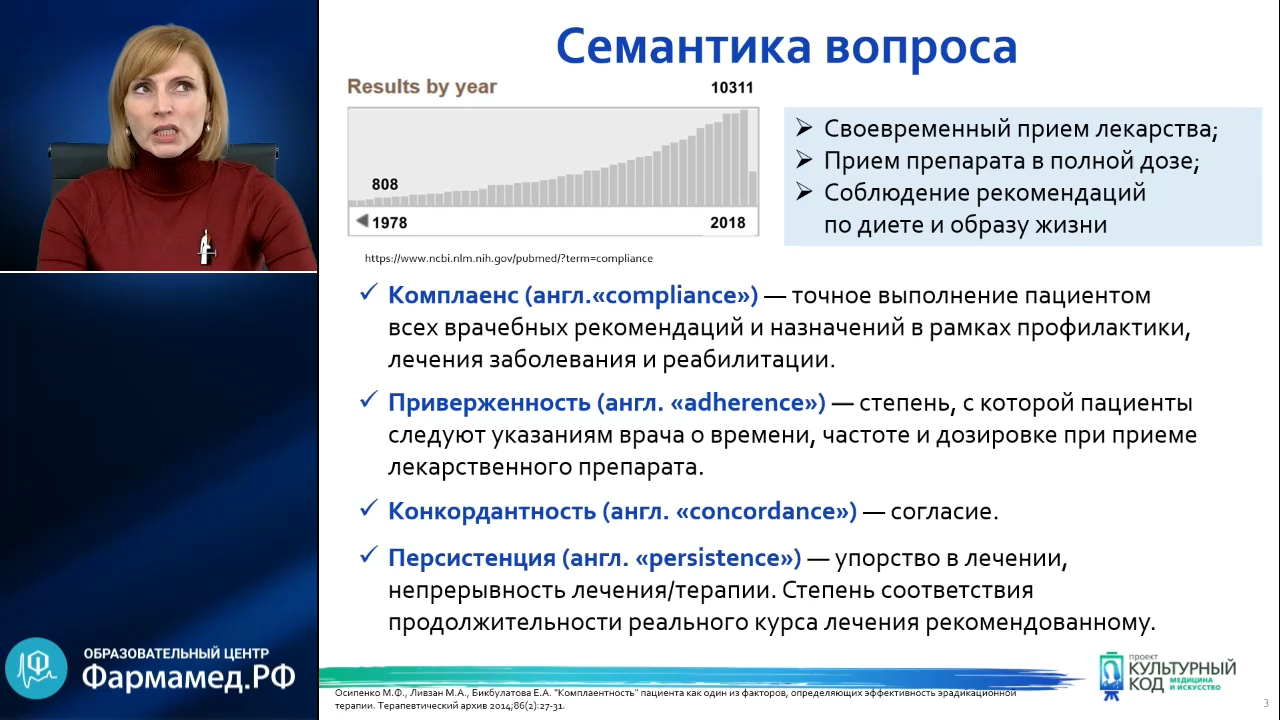 Семантика вопроса
Results by year
10311
808
1978
2018
https://www.ncbi.nlm.nih.gov/pubmed/?term=compliance
Своевременный прием лекарства;
Прием препарата в полной дозе;
Соблюдение рекомендаций
по диете и образу жизни
Комплаенс (англ.«compliance») — точное выполнение пациентом
всех врачебных рекомендаций и назначений в рамках профилактики,
лечения заболевания и реабилитации.
Приверженность (англ. «adherence») — степень, с которой пациенты
следуют указаниям врача о времени, частоте и дозировке при приеме
лекарственного препарата.
Конкордантность (англ. «concordance») — согласие.
Персистенция (англ. «persistence») — упорство в лечении,
непрерывность лечения/терапии. Степень соответствия
продолжительности реального курса лечения рекомендованному.
ОБРАЗОВАТЕЛЬНЫЙ ЦЕНТР
Фармамед.РФ
Осипенко М.Ф., Ливзан М.А., Бикбулатова Е.А. "Комплаентность" пациента как один из факторов, определяющих эффективность эрадикационной
терапии. Терапевтический архив 2014;86(2):27-31.
проект
КУЛЬТУРНЫЙ
КОД
МЕДИЦИНА
И ИСКУССТВО
3